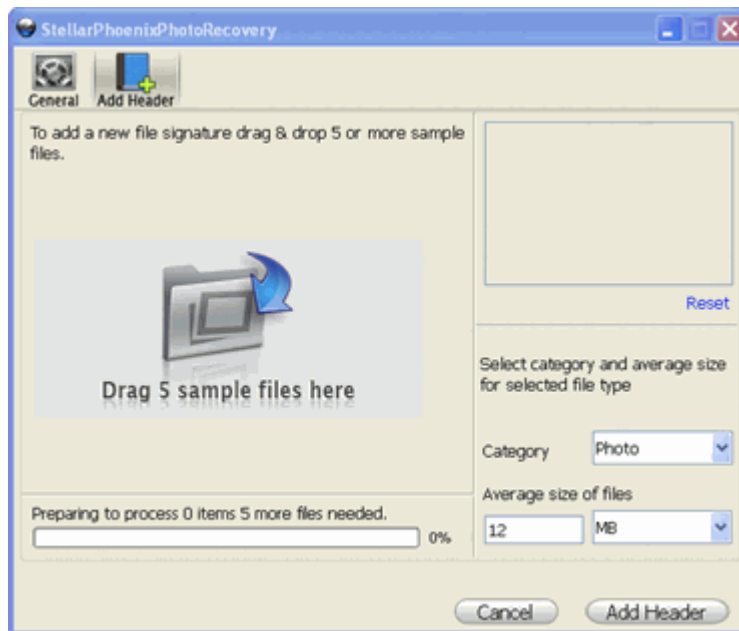 StellarPhoenixPhotoRecovery
General
Add Header
To add a new file signature drag & drop 5 or more sample
files.
Drag 5 sample files here
Preparing to process 0 items 5 more files needed.
0%
Reset
Select category and average size
for selected file type
Category
Photo
Average size of files
12
MB
Cancel
Add Header